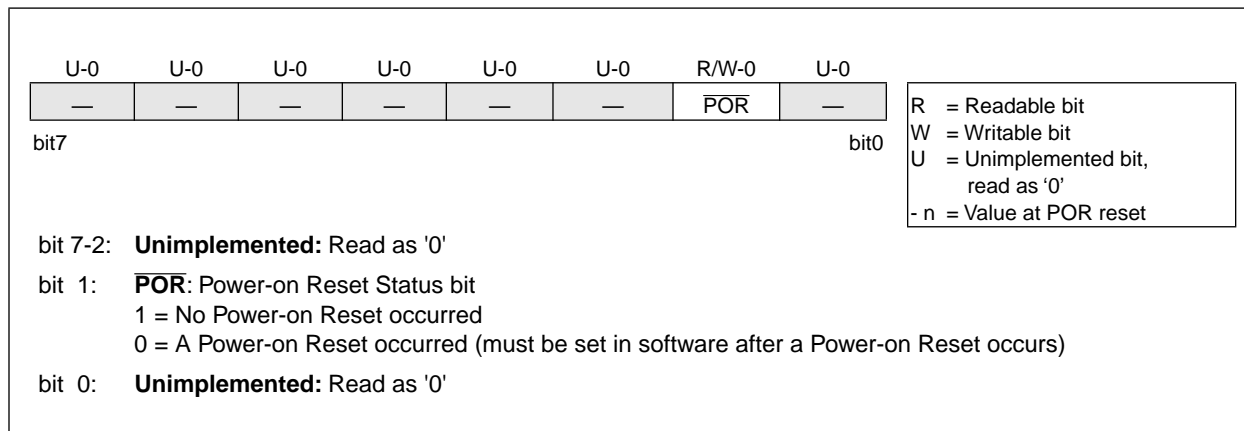 U-0 U-0 U-0 U-0 U-0 U-0 R/W-0 U-0
— — — — — — P̅O̅R̅ —
bit7 bit0
R = Readable bit
W = Writable bit
U = Unimplemented bit,
read as ‘0’
- n = Value at POR reset
bit 7-2: Unimplemented: Read as '0'
bit 1: P̅O̅R̅: Power-on Reset Status bit
1 = No Power-on Reset occurred
0 = A Power-on Reset occurred (must be set in software after a Power-on Reset occurs)
bit 0: Unimplemented: Read as '0'